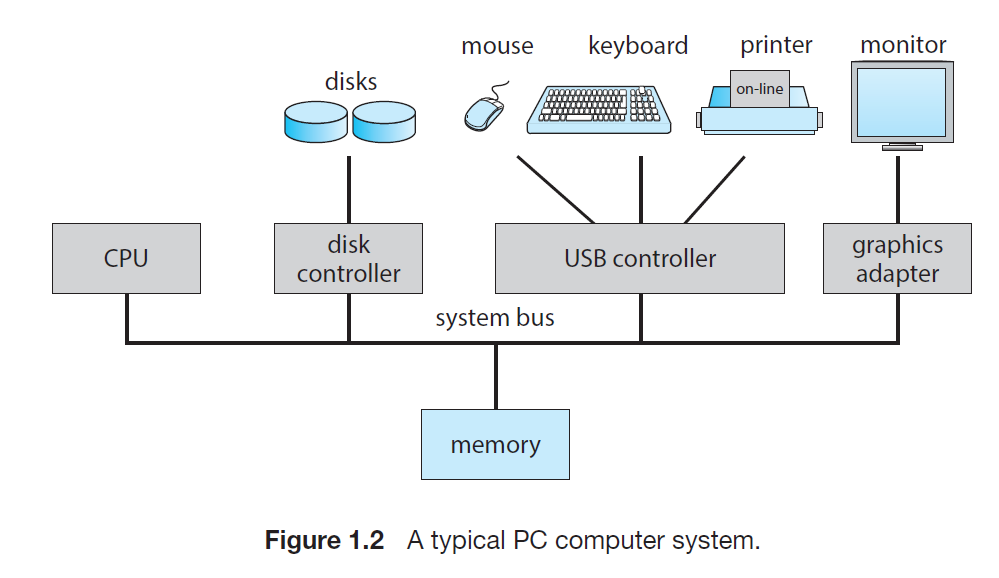 mouse
keyboard
printer
monitor
disks
on-line
CPU
disk
controller
USB controller
graphics
adapter
system bus
memory
Figure 1.2 A typical PC computer system.